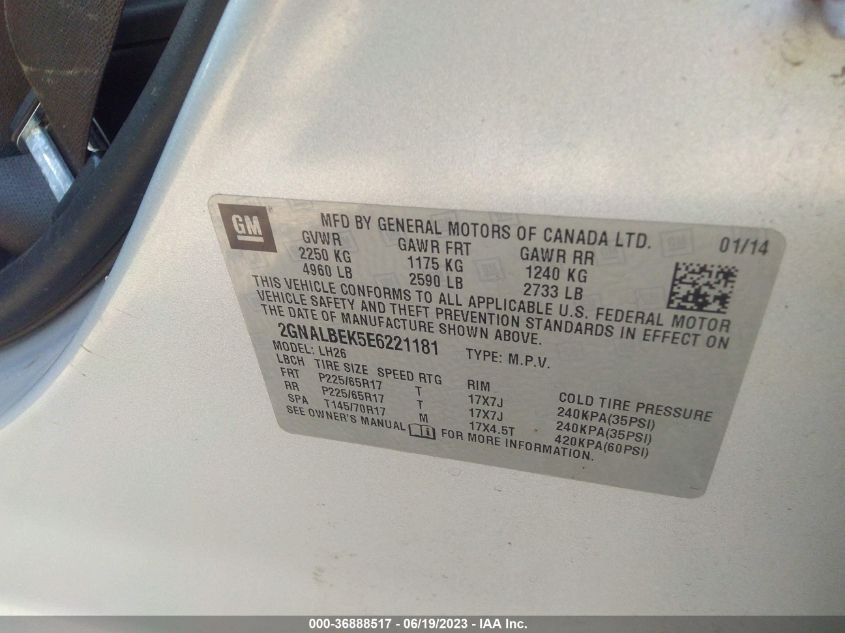 GM
MFD BY GENERAL MOTORS OF CANADA LTD. 01/14
GVWR GAWR FRT GAWR RR
2250 KG 1175 KG 1240 KG
4960 LB 2590 LB 2733 LB
THIS VEHICLE CONFORMS TO ALL APPLICABLE U.S. FEDERAL MOTOR
VEHICLE SAFETY AND THEFT PREVENTION STANDARDS IN EFFECT ON
THE DATE OF MANUFACTURE SHOWN ABOVE.
2GNALBEK5E6221181 TYPE: M.P.V.
MODEL: LH26
LBCH TIRE SIZE SPEED RTG RIM COLD TIRE PRESSURE
FRT P225/65R17 T 17X7J 240KPA(35PSI)
RR P225/65R17 T 17X7J 240KPA(35PSI)
SPA T145/70R17 M 17X4.5T 420KPA(60PSI)
SEE OWNER'S MANUAL FOR MORE INFORMATION.
000-36888517 - 06/19/2023 - IAA Inc.